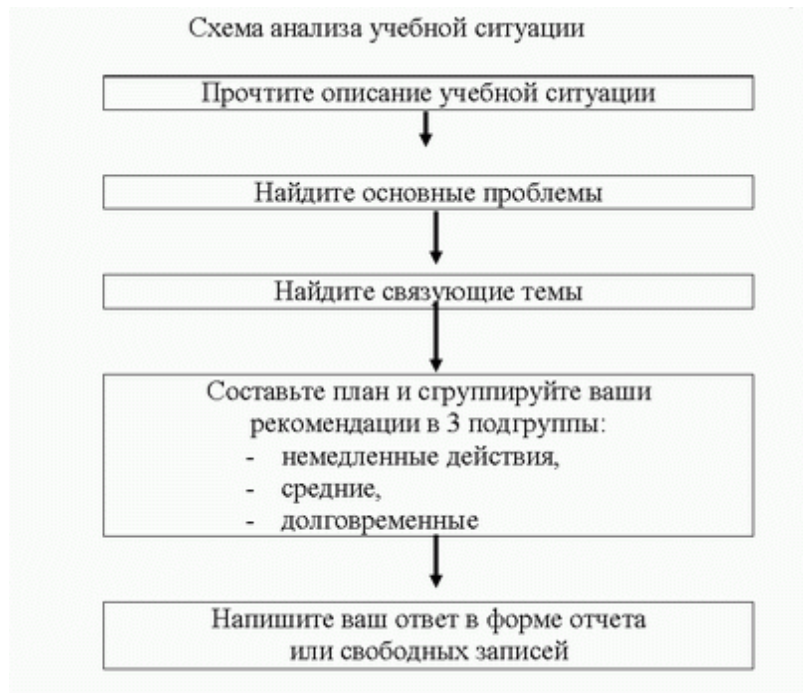 Схема анализа учебной ситуации
Прочтите описание учебной ситуации
Найдите основные проблемы
Найдите связующие темы
Составьте план и сгруппируйте ваши
рекомендации в 3 подгруппы:
- немедленные действия,
- средние,
- долговременные
Напишите ваш ответ в форме отчета
или свободных записей